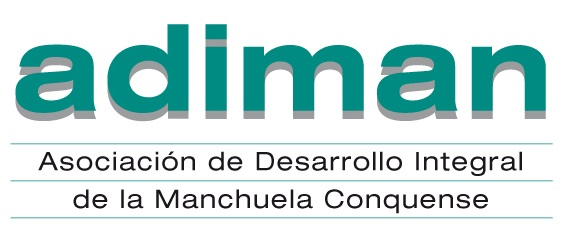 adiman
Asociación de Desarrollo Integral
de la Manchuela Conquense